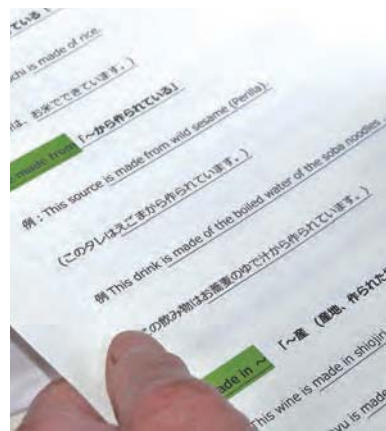 ている「
chi is made of rice.
は、お米でできています。)
made from「~から作られている」
例:This source is made from wild sesame (Perilla).
(このタレはえごまから作られています。)
例 This drink is made of the boiled water of the soba noodles
この飲み物はお蕎麦のゆで汁から作られています。)
ade in ~ 「~産 (産地、作られた
This wine is made in shiojin
yu is made